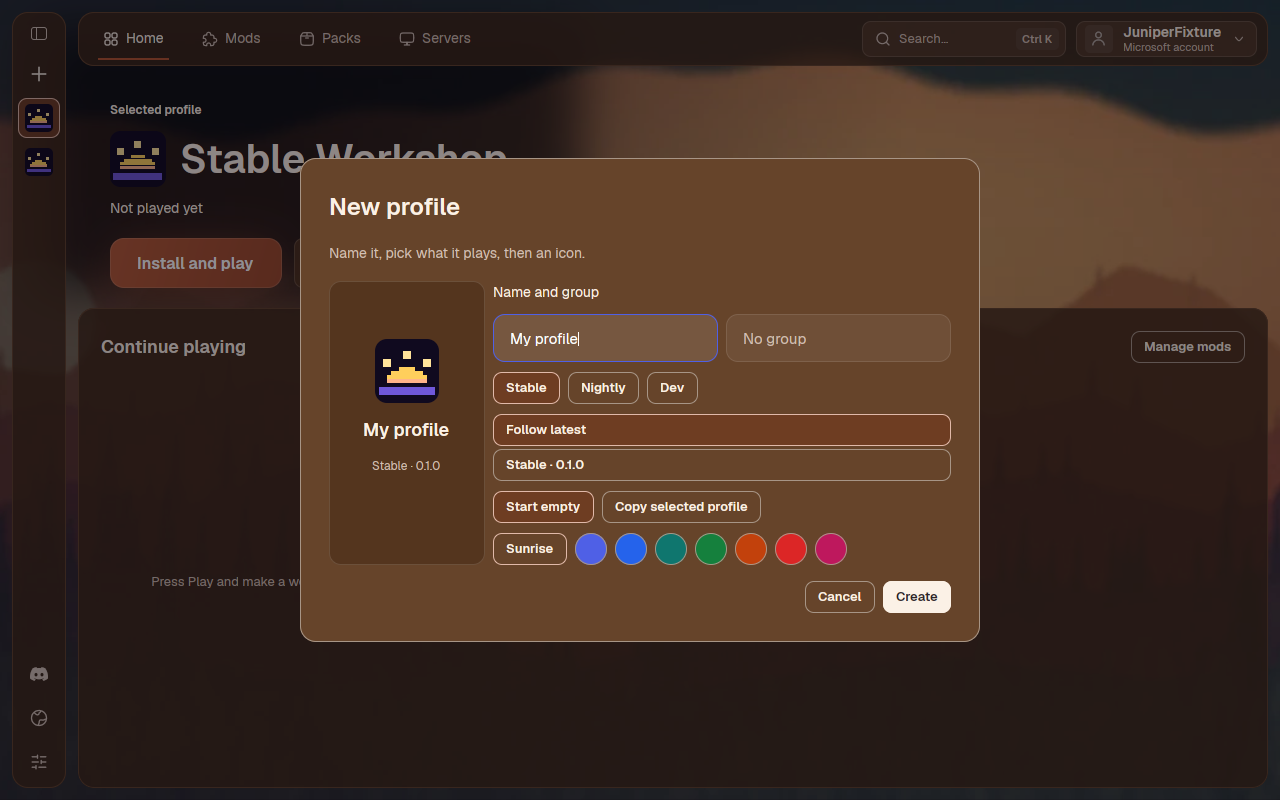 Home
Mods
Packs
Servers
Search...
Ctrl K
JuniperFixture
Microsoft account
Selected profile
Stable Workshop
Not played yet
Install and play
Continue playing
Manage mods
Press Play and make a
New profile
Name it, pick what it plays, then an icon.
My profile
Stable · 0.1.0
Name and group
My profile
No group
Stable
Nightly
Dev
Follow latest
Stable · 0.1.0
Start empty
Copy selected profile
Sunrise
Cancel
Create